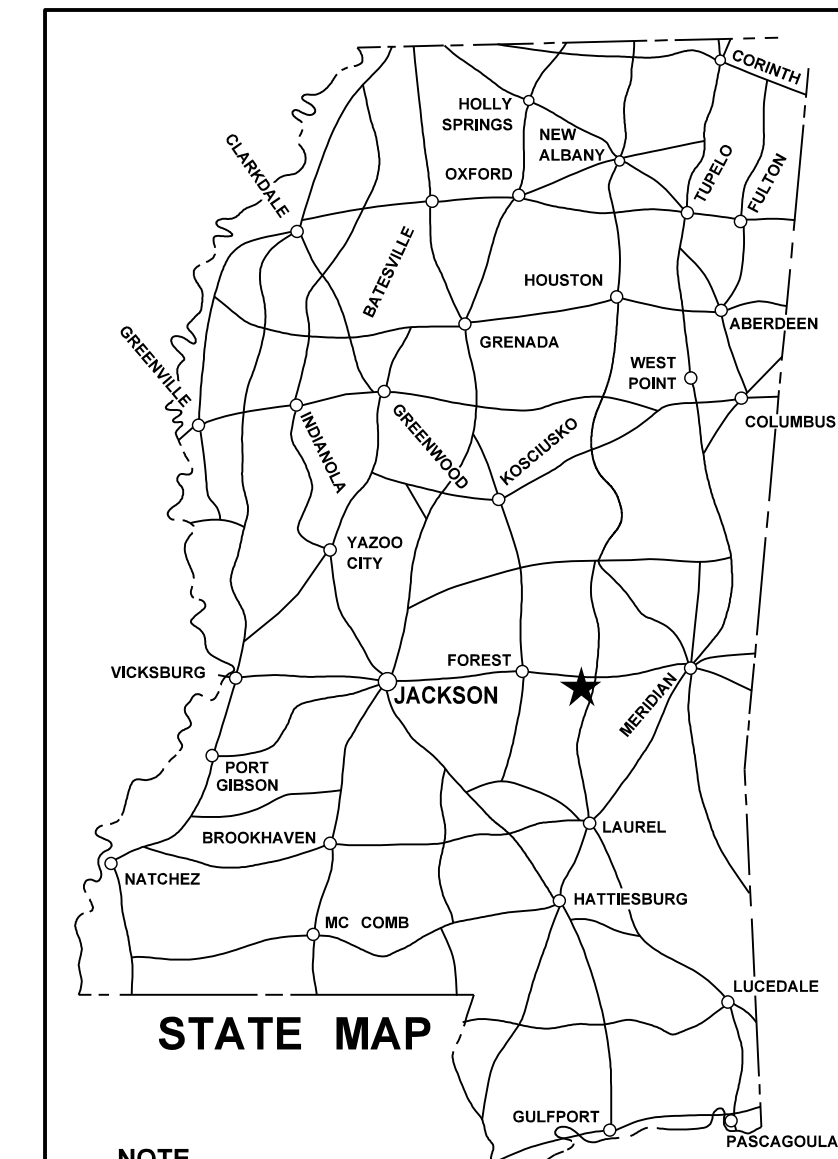 CORINTH
HOLLY
SPRINGS
NEW
ALBANY
CLARKDALE
OXFORD
TUPELO
FULTON
BATESVILLE
HOUSTON
ABERDEEN
GREENVILLE
GRENADA
WEST
POINT
COLUMBUS
INDIANOLA
GREENWOOD
KOSCIUSKO
YAZOO
CITY
FOREST
VICKSBURG
JACKSON
MERIDIAN
PORT
GIBSON
LAUREL
BROOKHAVEN
NATCHEZ
HATTIESBURG
MC COMB
LUCEDALE
STATE MAP
GULFPORT
PASCAGOULA
NOTE